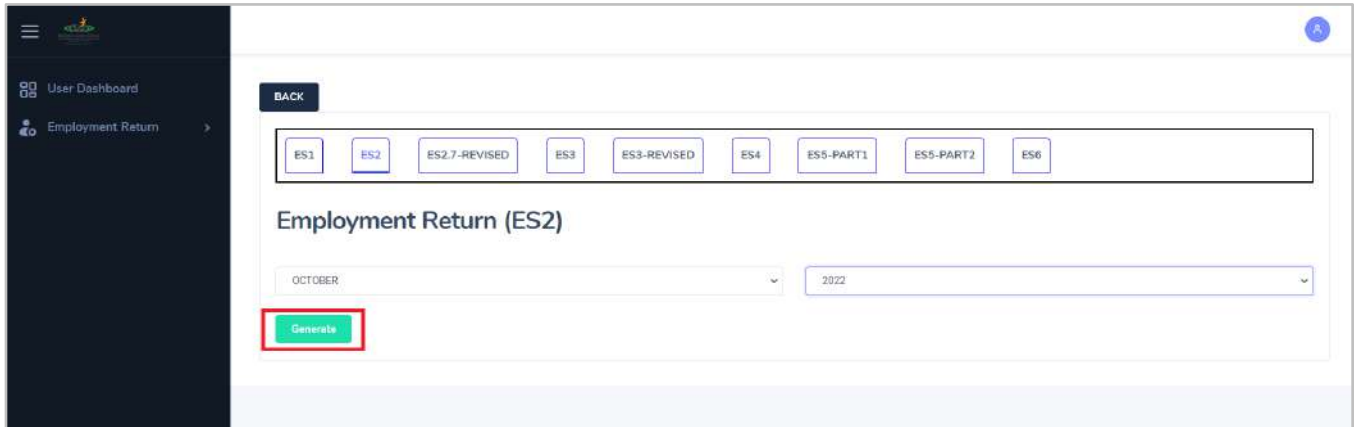 User Dashboard
Employment Return
BACK
ES1 ES2 ES2.7-REVISED ES3 ES3-REVISED ES4 ES5-PART1 ES5-PART2 ES6
Employment Return (ES2)
OCTOBER 2022
Generate